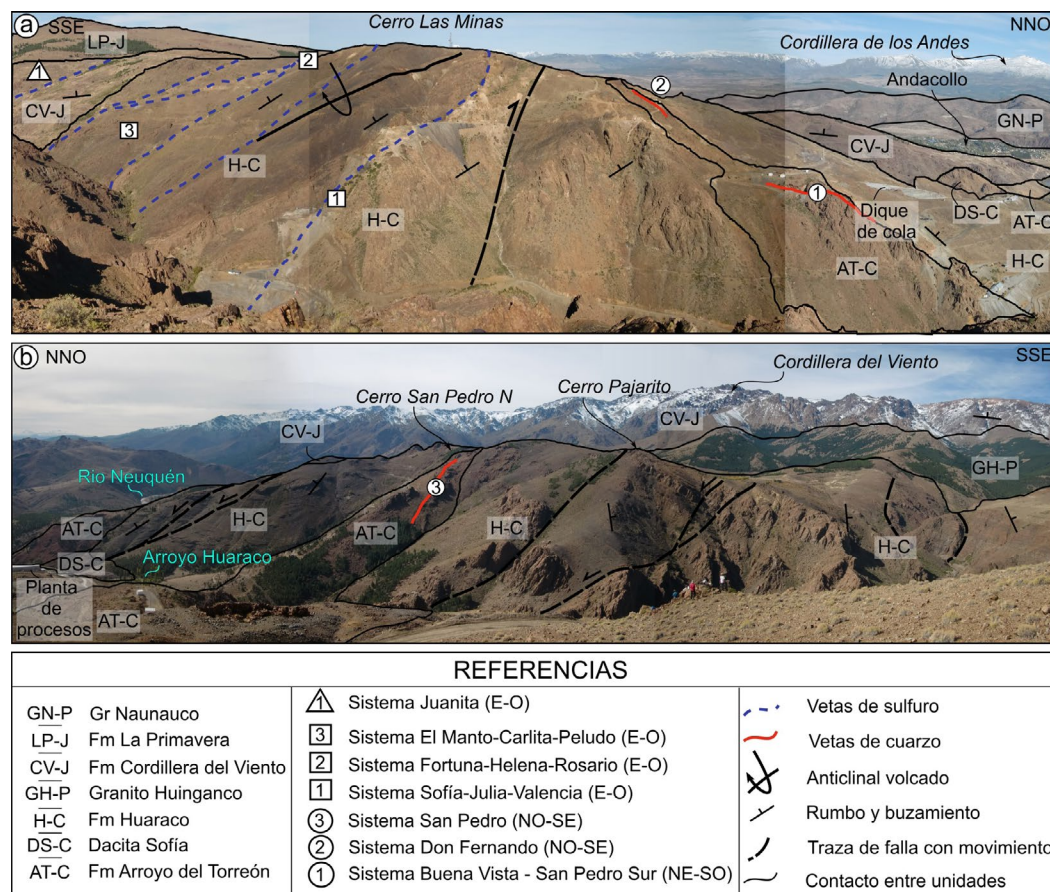 a
SSE
Cerro Las Minas
NNO
LP-J
Cordillera de los Andes
Andacollo
1
2
2
CV-J
GN-P
3
CV-J
H-C
1
1
H-C
Dique
de cola
DS-C
AT-C
AT-C
H-C
b
NNO
SSE
Cordillera del Viento
Cerro San Pedro N
Cerro Pajarito
CV-J
CV-J
Rio Neuquén
GH-P
3
AT-C
H-C
AT-C
H-C
H-C
DS-C
Arroyo Huaraco
Planta
de
procesos
AT-C
REFERENCIAS
GN-P Gr Naunauco
LP-J Fm La Primavera
CV-J Fm Cordillera del Viento
GH-P Granito Huinganco
H-C Fm Huaraco
DS-C Dacita Sofía
AT-C Fm Arroyo del Torreón
1 Sistema Juanita (E-O)
3 Sistema El Manto-Carlita-Peludo (E-O)
2 Sistema Fortuna-Helena-Rosario (E-O)
1 Sistema Sofía-Julia-Valencia (E-O)
3 Sistema San Pedro (NO-SE)
2 Sistema Don Fernando (NO-SE)
1 Sistema Buena Vista - San Pedro Sur (NE-SO)
Vetas de sulfuro
Vetas de cuarzo
Anticlinal volcado
Rumbo y buzamiento
Traza de falla con movimiento
Contacto entre unidades